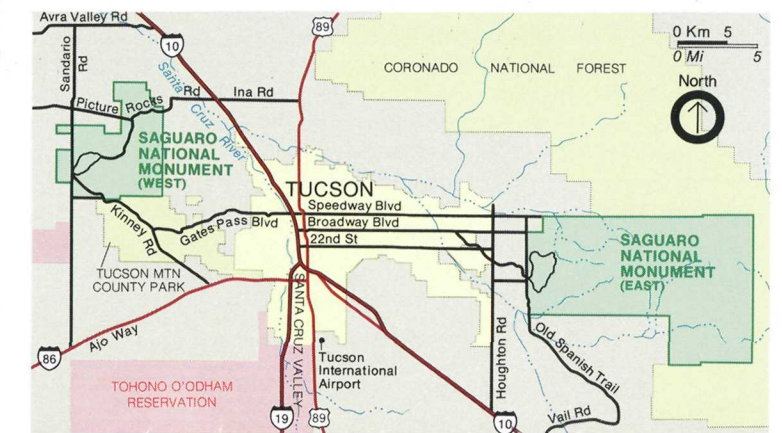 Avra Valley Rd
89
0 Km 5
0 Mi 5
10
Sandario
Rd
CORONADO NATIONAL FOREST
North
Santa Cruz River
Picture Rocks Rd
Ina Rd
SAGUARO
NATIONAL
MONUMENT
(WEST)
TUCSON
Speedway Blvd
Broadway Blvd
22nd St
Kinney Rd
Gates Pass Blvd
SAGUARO
NATIONAL
MONUMENT
(EAST)
TUCSON MTN
COUNTY PARK
SANTA CRUZ VALLEY
Ajo Way
86
Houghton Rd
Old Spanish Trail
Tucson
International
Airport
TOHONO O'ODHAM
RESERVATION
19
89
10
Vail Rd